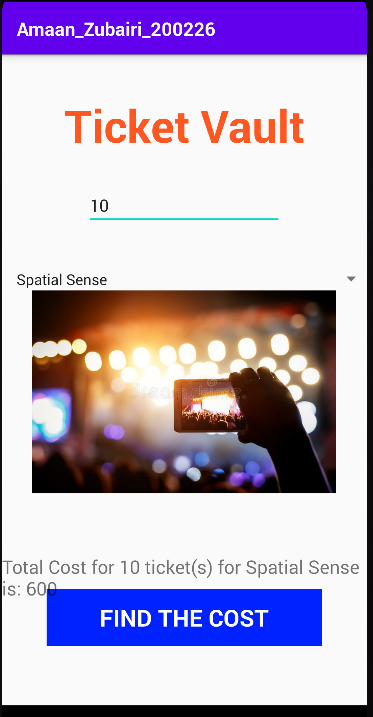 Amaan_Zubairi_200226
Ticket Vault
10
Spatial Sense
Total Cost for 10 ticket(s) for Spatial Sense
is: 600
FIND THE COST